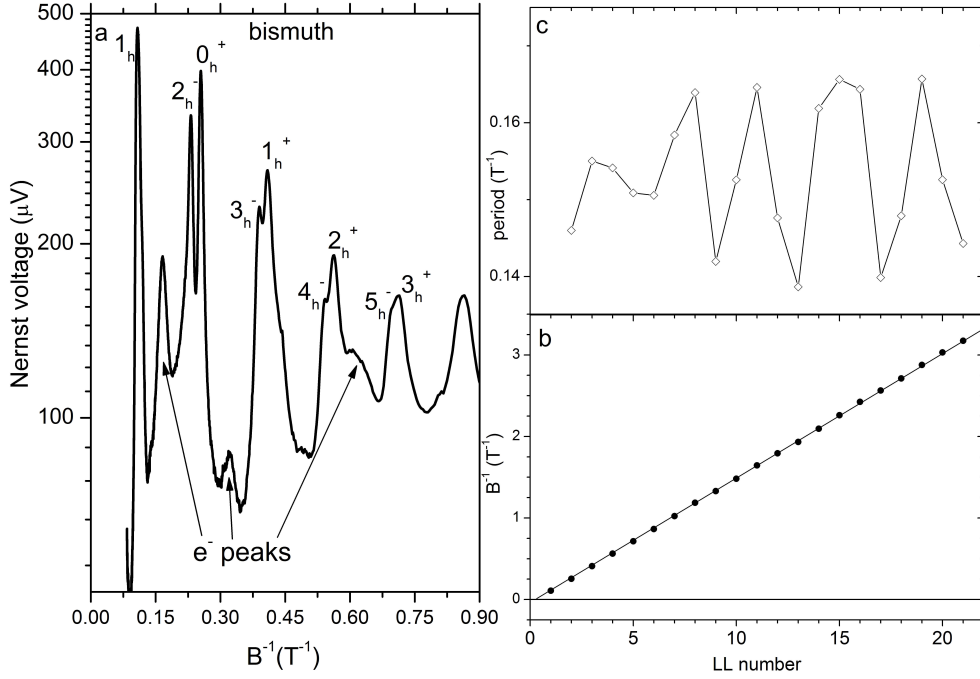 a
bismuth
1h
2h-
0h+
3h-
1h+
4h-
2h+
5h-
3h+
e- peaks
500
400
300
200
100
Nernst voltage (μV)
0.00 0.15 0.30 0.45 0.60 0.75 0.90
B-1(T-1)
c
0.16
0.14
period (T-1)
b
3
2
1
0
B-1 (T-1)
0 5 10 15 20
LL number